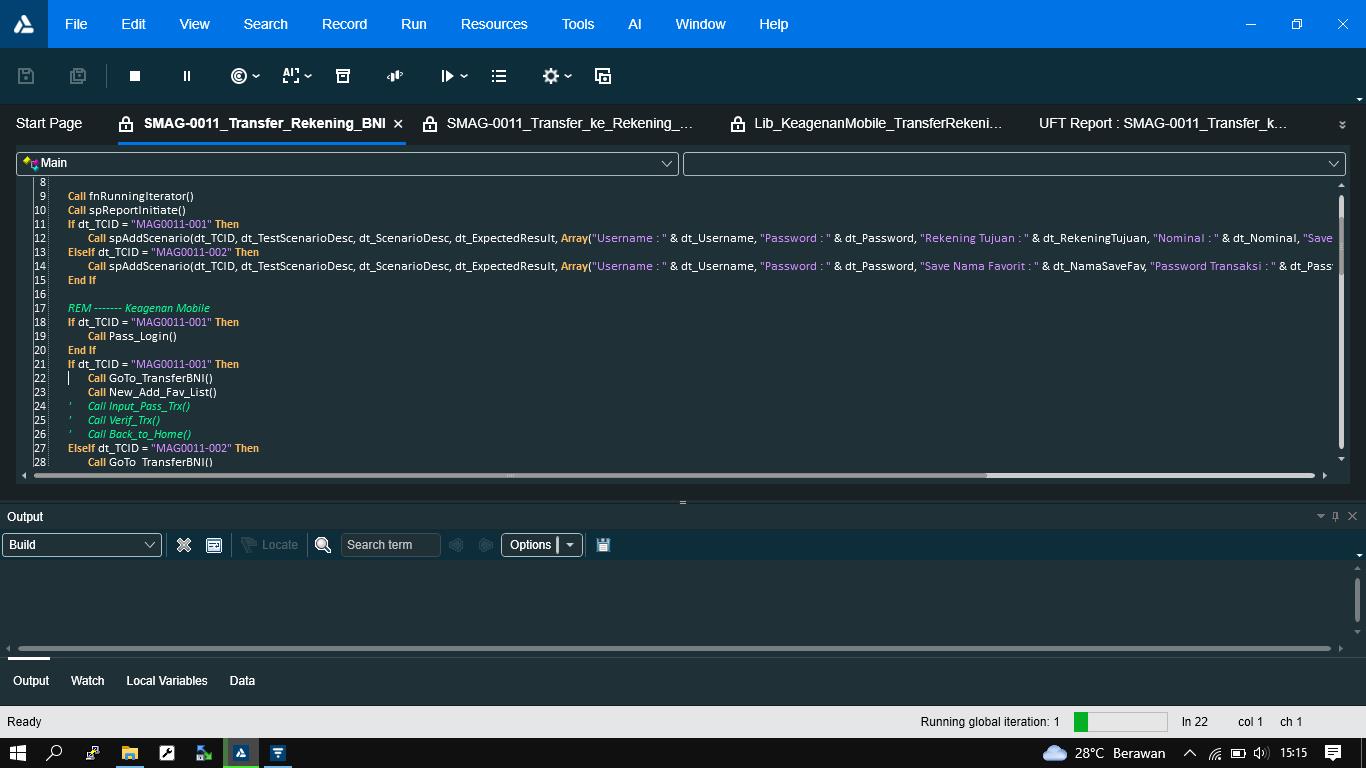 File Edit View Search Record Run Resources Tools AI Window Help
AI
Start Page SMAG-0011_Transfer_Rekening_BNI SMAG-0011_Transfer_ke_Rekening_... Lib_KeagenanMobile_TransferRekeni... UFT Report : SMAG-0011_Transfer_k...
Main
8
9 Call fnRunningIterator()
10 Call spReportInitiate()
11 If dt_TCID = "MAG0011-001" Then
12 Call spAddScenario(dt_TCID, dt_TestScenarioDesc, dt_ScenarioDesc, dt_ExpectedResult, Array("Username : " & dt_Username, "Password : " & dt_Password, "Rekening Tujuan : " & dt_RekeningTujuan, "Nominal : " & dt_Nominal, "Save
13 ElseIf dt_TCID = "MAG0011-002" Then
14 Call spAddScenario(dt_TCID, dt_TestScenarioDesc, dt_ScenarioDesc, dt_ExpectedResult, Array("Username : " & dt_Username, "Password : " & dt_Password, "Save Nama Favorit : " & dt_NamaSaveFav, "Password Transaksi : " & dt_Pass
15 End If
16
17 REM ------- Keagenan Mobile
18 If dt_TCID = "MAG0011-001" Then
19 Call Pass_Login()
20 End If
21 If dt_TCID = "MAG0011-001" Then
22 Call GoTo_TransferBNI()
23 Call New_Add_Fav_List()
24 ' Call Input_Pass_Trx()
25 ' Call Verif_Trx()
26 ' Call Back_to_Home()
27 ElseIf dt_TCID = "MAG0011-002" Then
28 Call GoTo_TransferBNI()
Output
Build Locate Search term Options
Output Watch Local Variables Data
Ready Running global iteration: 1 ln 22 col 1 ch 1
28°C Berawan 15:15